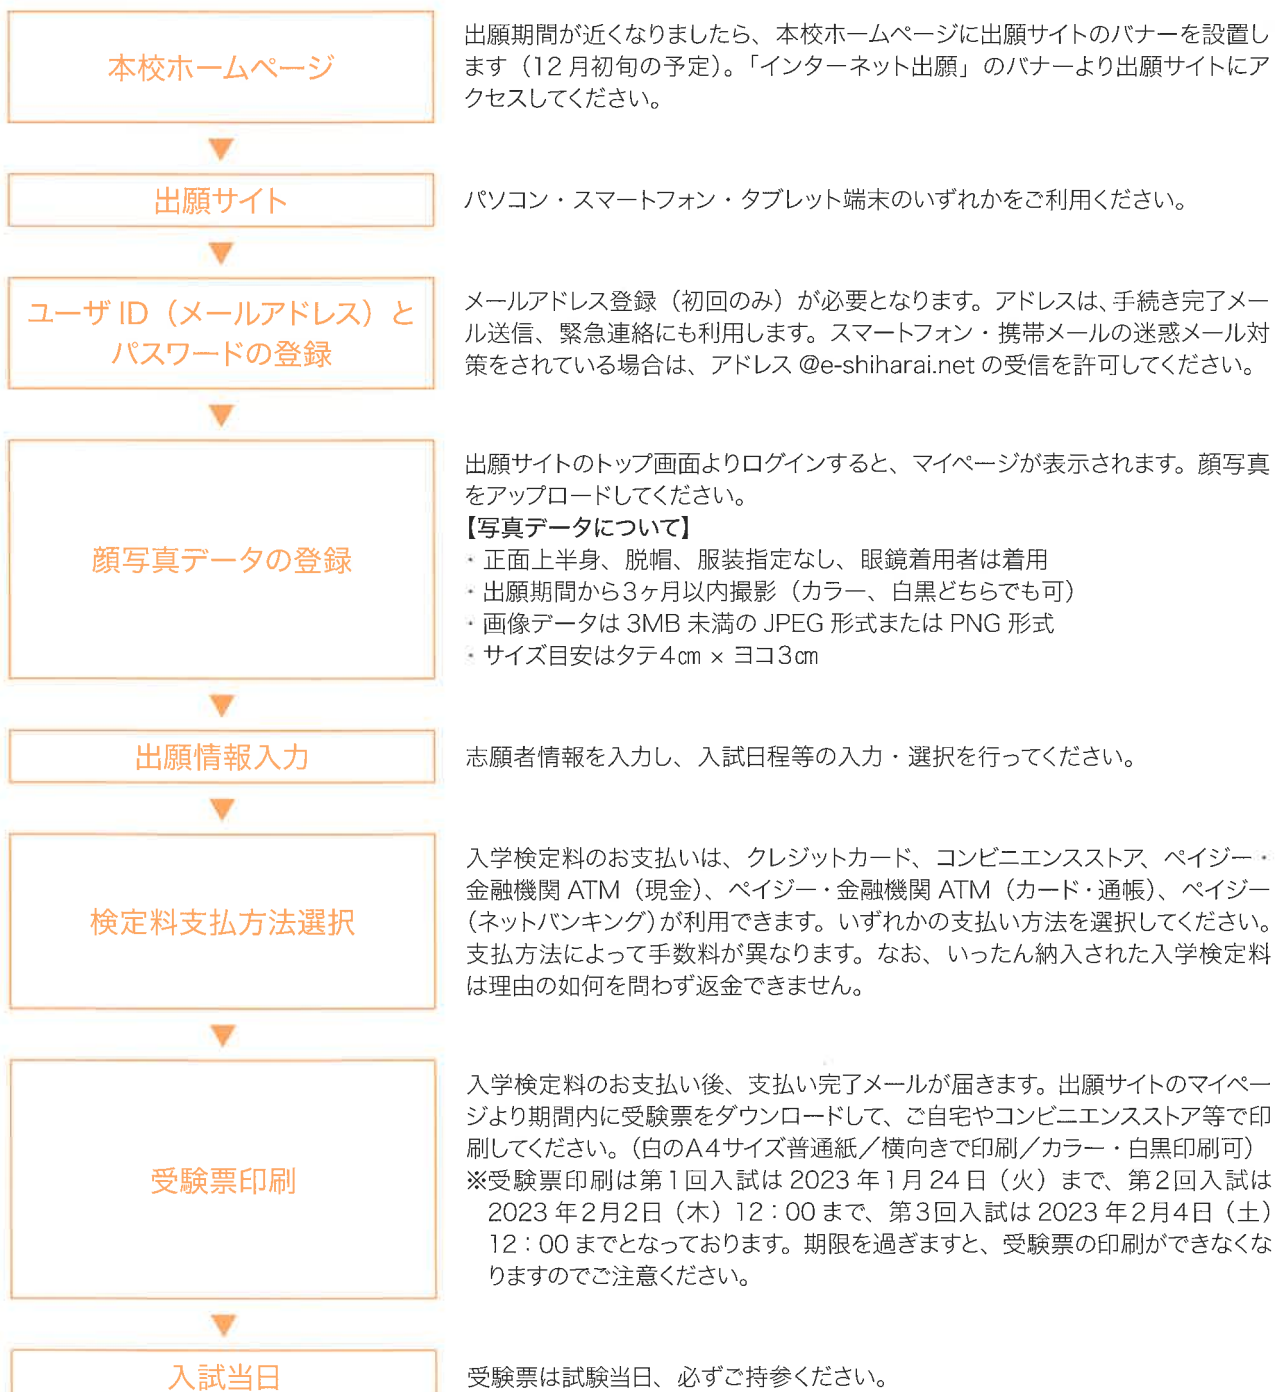 本校ホームページ
出願期間が近くなりましたら、本校ホームページに出願サイトのバナーを設置し
ます（12月初旬の予定）。「インターネット出願」のバナーより出願サイトにア
クセスしてください。
出願サイト
パソコン・スマートフォン・タブレット端末のいずれかをご利用ください。
ユーザ ID（メールアドレス）と
パスワードの登録
メールアドレス登録（初回のみ）が必要となります。アドレスは、手続き完了メー
ル送信、緊急連絡にも利用します。スマートフォン・携帯メールの迷惑メール対
策をされている場合は、アドレス @e-shiharai.net の受信を許可してください。
顔写真データの登録
出願サイトのトップ画面よりログインすると、マイページが表示されます。顔写真
をアップロードしてください。
【写真データについて】
・正面上半身、脱帽、服装指定なし、眼鏡着用者は着用
・出願期間から3ヶ月以内撮影（カラー、白黒どちらでも可）
・画像データは 3MB 未満の JPEG 形式または PNG 形式
・サイズ目安はタテ4㎝ × ヨコ3㎝
出願情報入力
志願者情報を入力し、入試日程等の入力・選択を行ってください。
検定料支払方法選択
入学検定料のお支払いは、クレジットカード、コンビニエンスストア、ペイジー・
金融機関 ATM（現金）、ペイジー・金融機関 ATM（カード・通帳）、ペイジー
（ネットバンキング）が利用できます。いずれかの支払い方法を選択してください。
支払方法によって手数料が異なります。なお、いったん納入された入学検定料
は理由の如何を問わず返金できません。
受験票印刷
入学検定料のお支払い後、支払い完了メールが届きます。出願サイトのマイペー
ジより期間内に受験票をダウンロードして、ご自宅やコンビニエンスストア等で印
刷してください。（白のA4サイズ普通紙／横向きで印刷／カラー・白黒印刷可）
※受験票印刷は第1回入試は 2023 年1月 24 日（火）まで、第2回入試は
2023 年2月2日（木）12：00 まで、第3回入試は 2023 年2月4日（土）
12：00 までとなっております。期限を過ぎますと、受験票の印刷ができなくな
りますのでご注意ください。
入試当日
受験票は試験当日、必ずご持参ください。